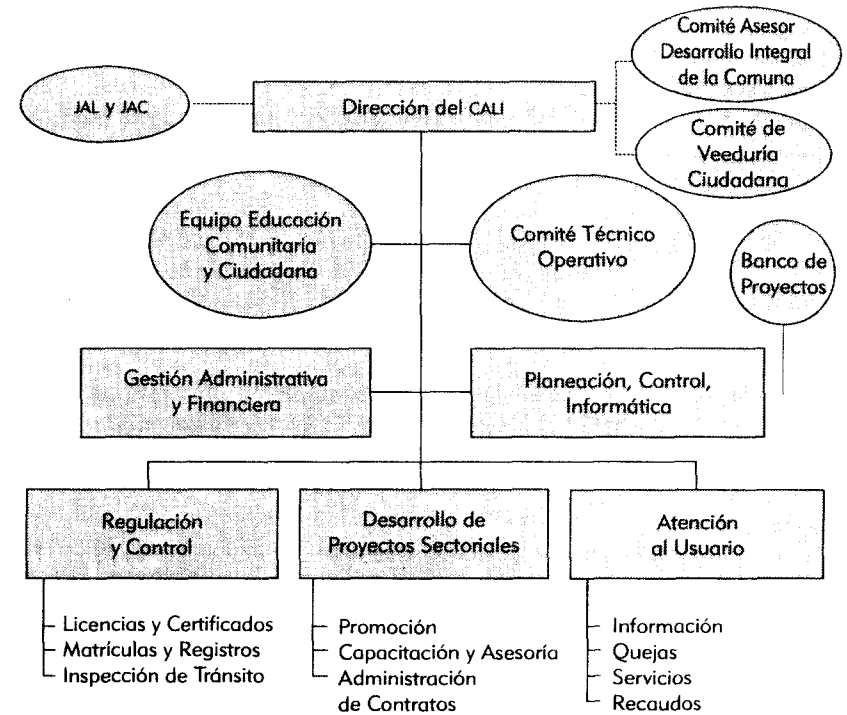 Comité Asesor
Desarrollo Integral
de la Comuna
JAL y JAC
Dirección del CALI
Comité de
Veeduría
Ciudadana
Equipo Educación
Comunitaria
y Ciudadana
Comité Técnico
Operativo
Banco de
Proyectos
Gestión Administrativa
y Financiera
Planeación, Control,
Informática
Regulación
y Control
Desarrollo de
Proyectos Sectoriales
Atención
al Usuario
Licencias y Certificados
Matrículas y Registros
Inspección de Tránsito
Promoción
Capacitación y Asesoría
Administración
de Contratos
Información
Quejas
Servicios
Recaudos